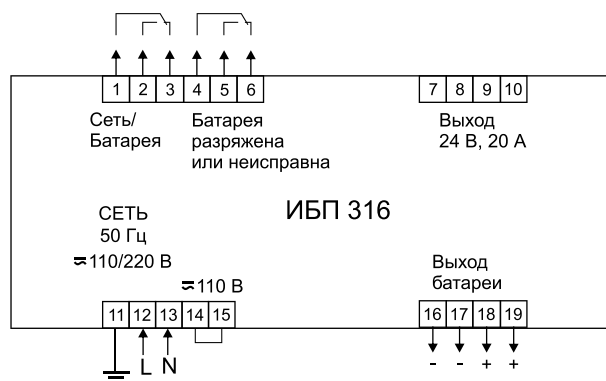 1 2 3 4 5 6
7 8 9 10
Сеть/
Батарея
Батарея
разряжена
или неисправна
Выход
24 В, 20 А
ИБП 316
СЕТЬ
50 Гц
≂110/220 В
≂110 В
Выход
батареи
11 12 13 14 15
16 17 18 19
L N
- - + +